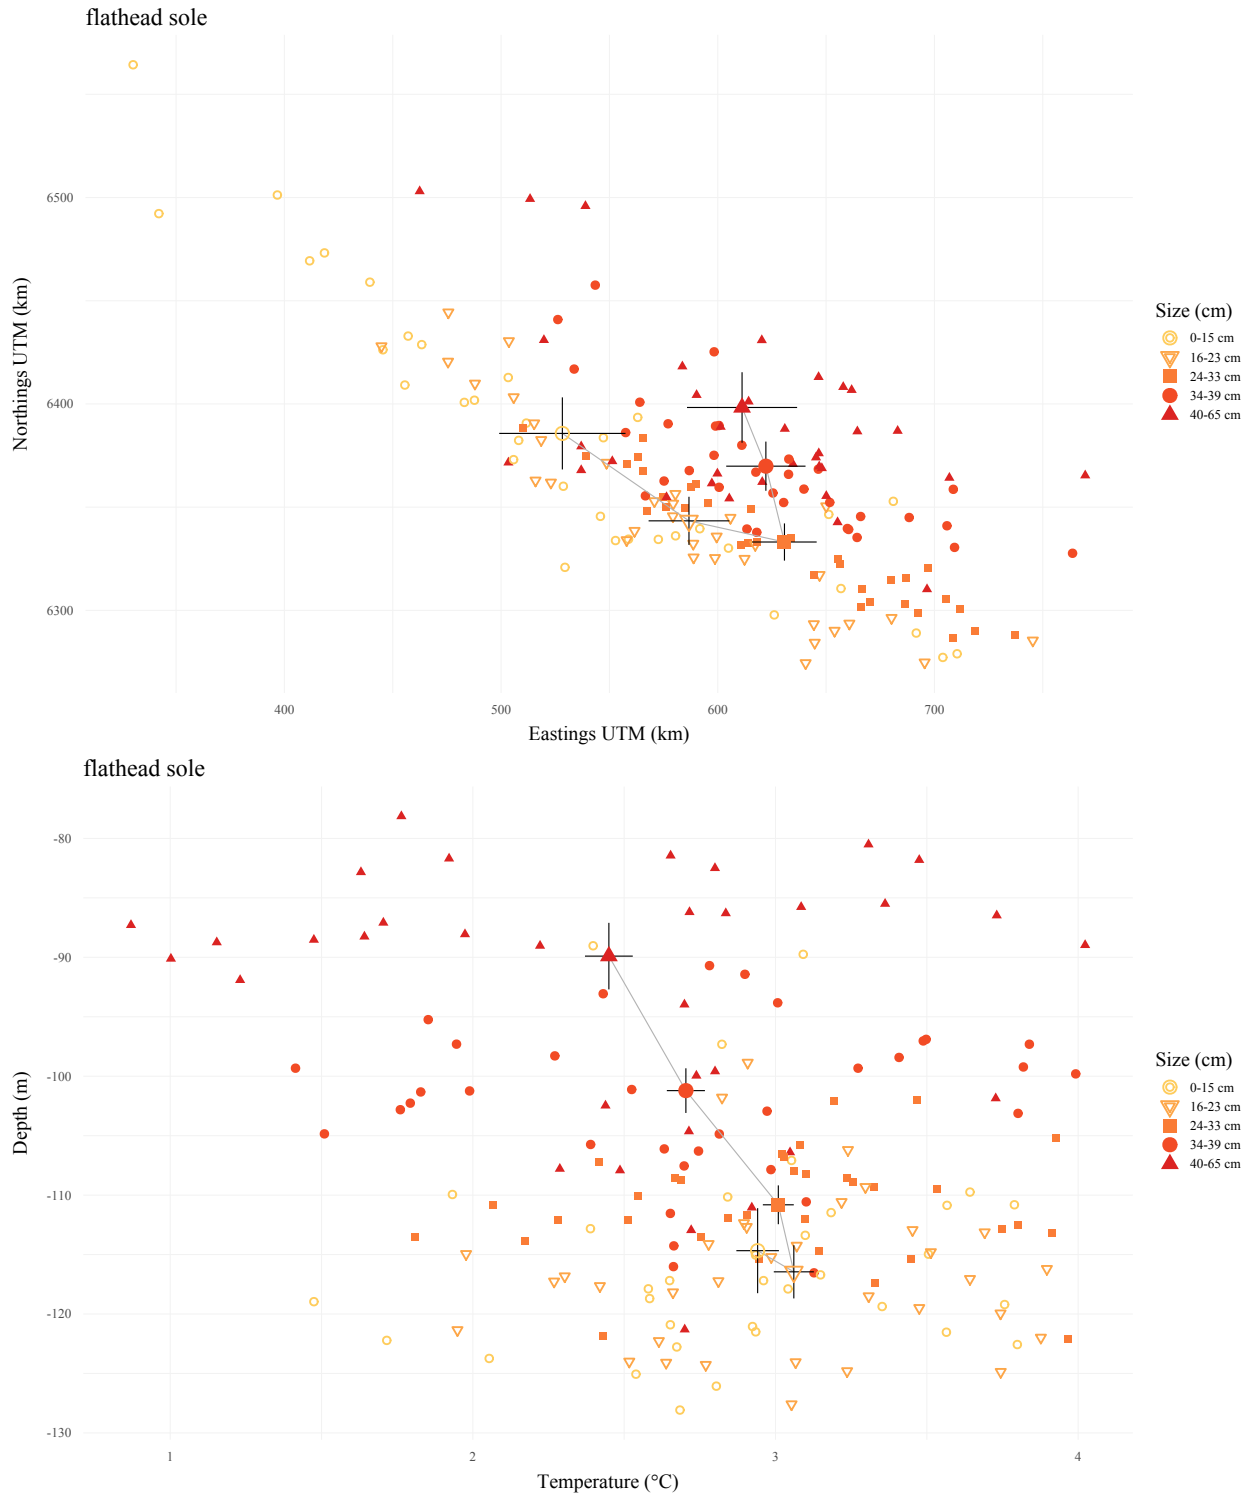 flathead sole
6500
6400
6300
Northings UTM (km)
400
500
600
700
Eastings UTM (km)
Size (cm)
0-15 cm
16-23 cm
24-33 cm
34-39 cm
40-65 cm
flathead sole
-80
-90
-100
-110
-120
-130
Depth (m)
1
2
3
4
Temperature (°C)
Size (cm)
0-15 cm
16-23 cm
24-33 cm
34-39 cm
40-65 cm